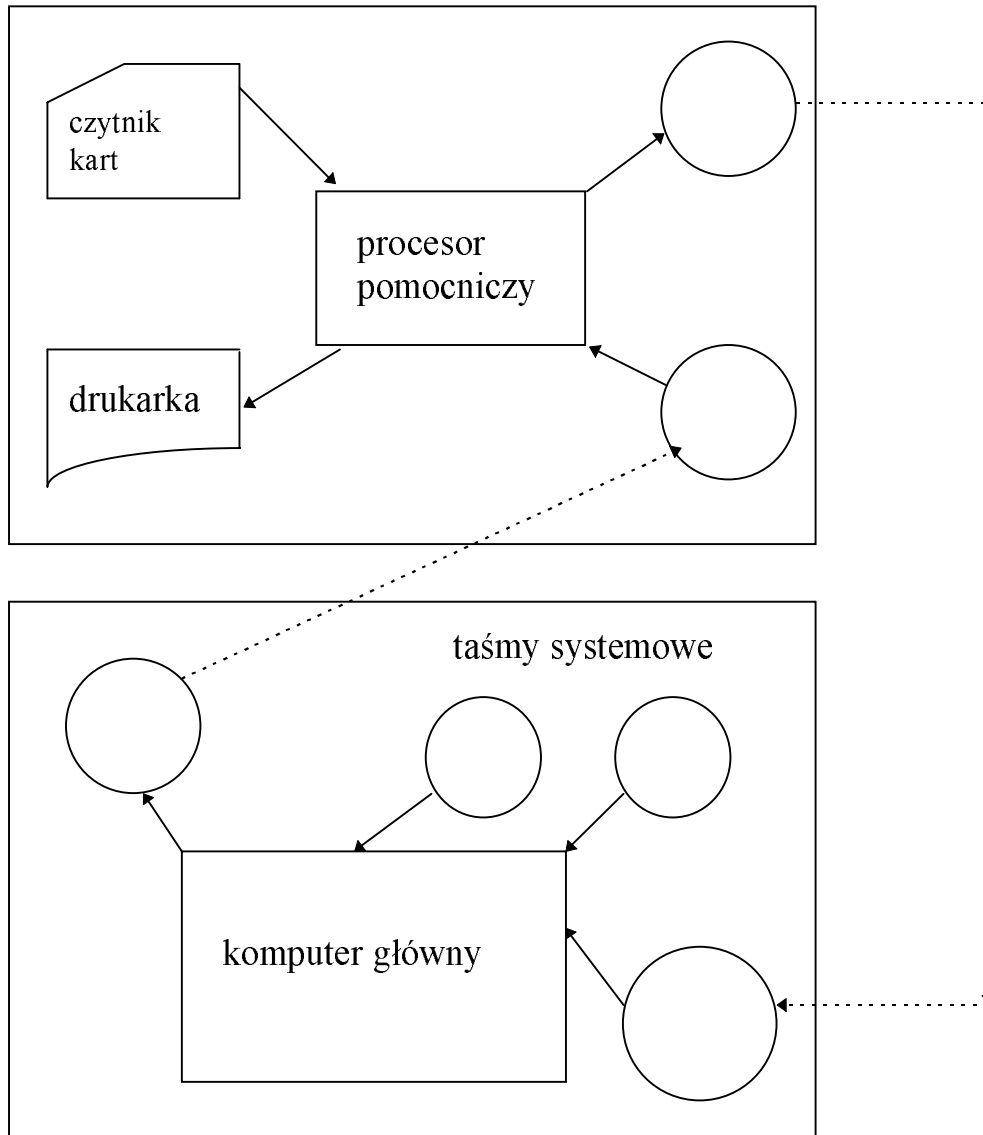 czytnik
kart
procesor
pomocniczy
drukarka
taśmy systemowe
komputer główny